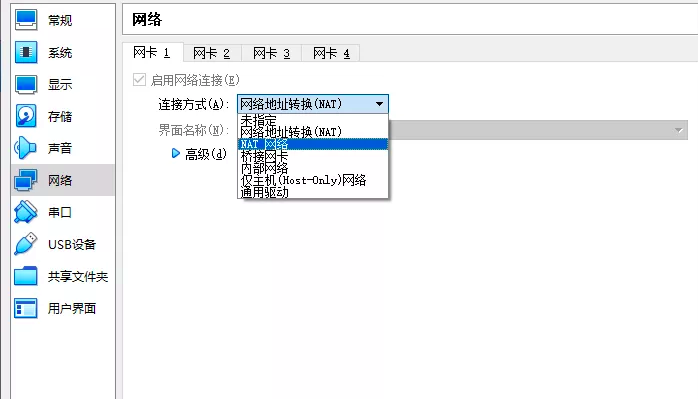 常规
系统
显示
存储
声音
网络
串口
USB设备
共享文件夹
用户界面
网络
网卡 1 网卡 2 网卡 3 网卡 4
启用网络连接(E)
连接方式(A): 网络地址转换(NAT)
未指定
界面名称(N): 网络地址转换(NAT)
NAT 网络
高级(d) 桥接网卡
内部网络
仅主机(Host-Only)网络
通用驱动